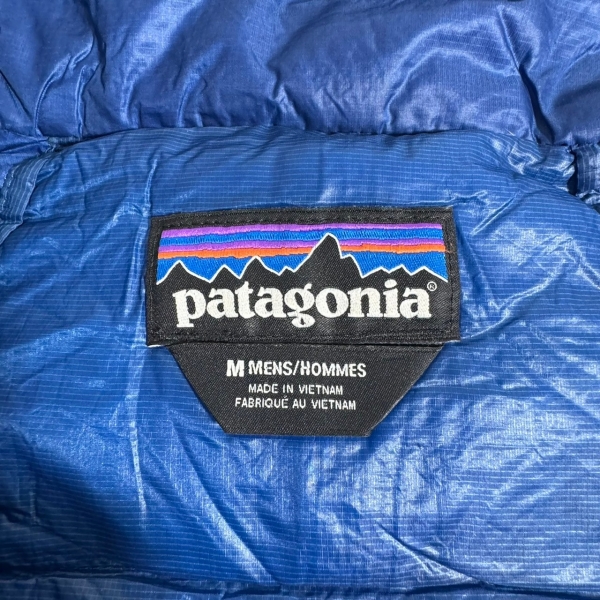 patagonia®
M MENS/HOMMES
MADE IN VIETNAM
FABRIQUÉ AU VIETNAM